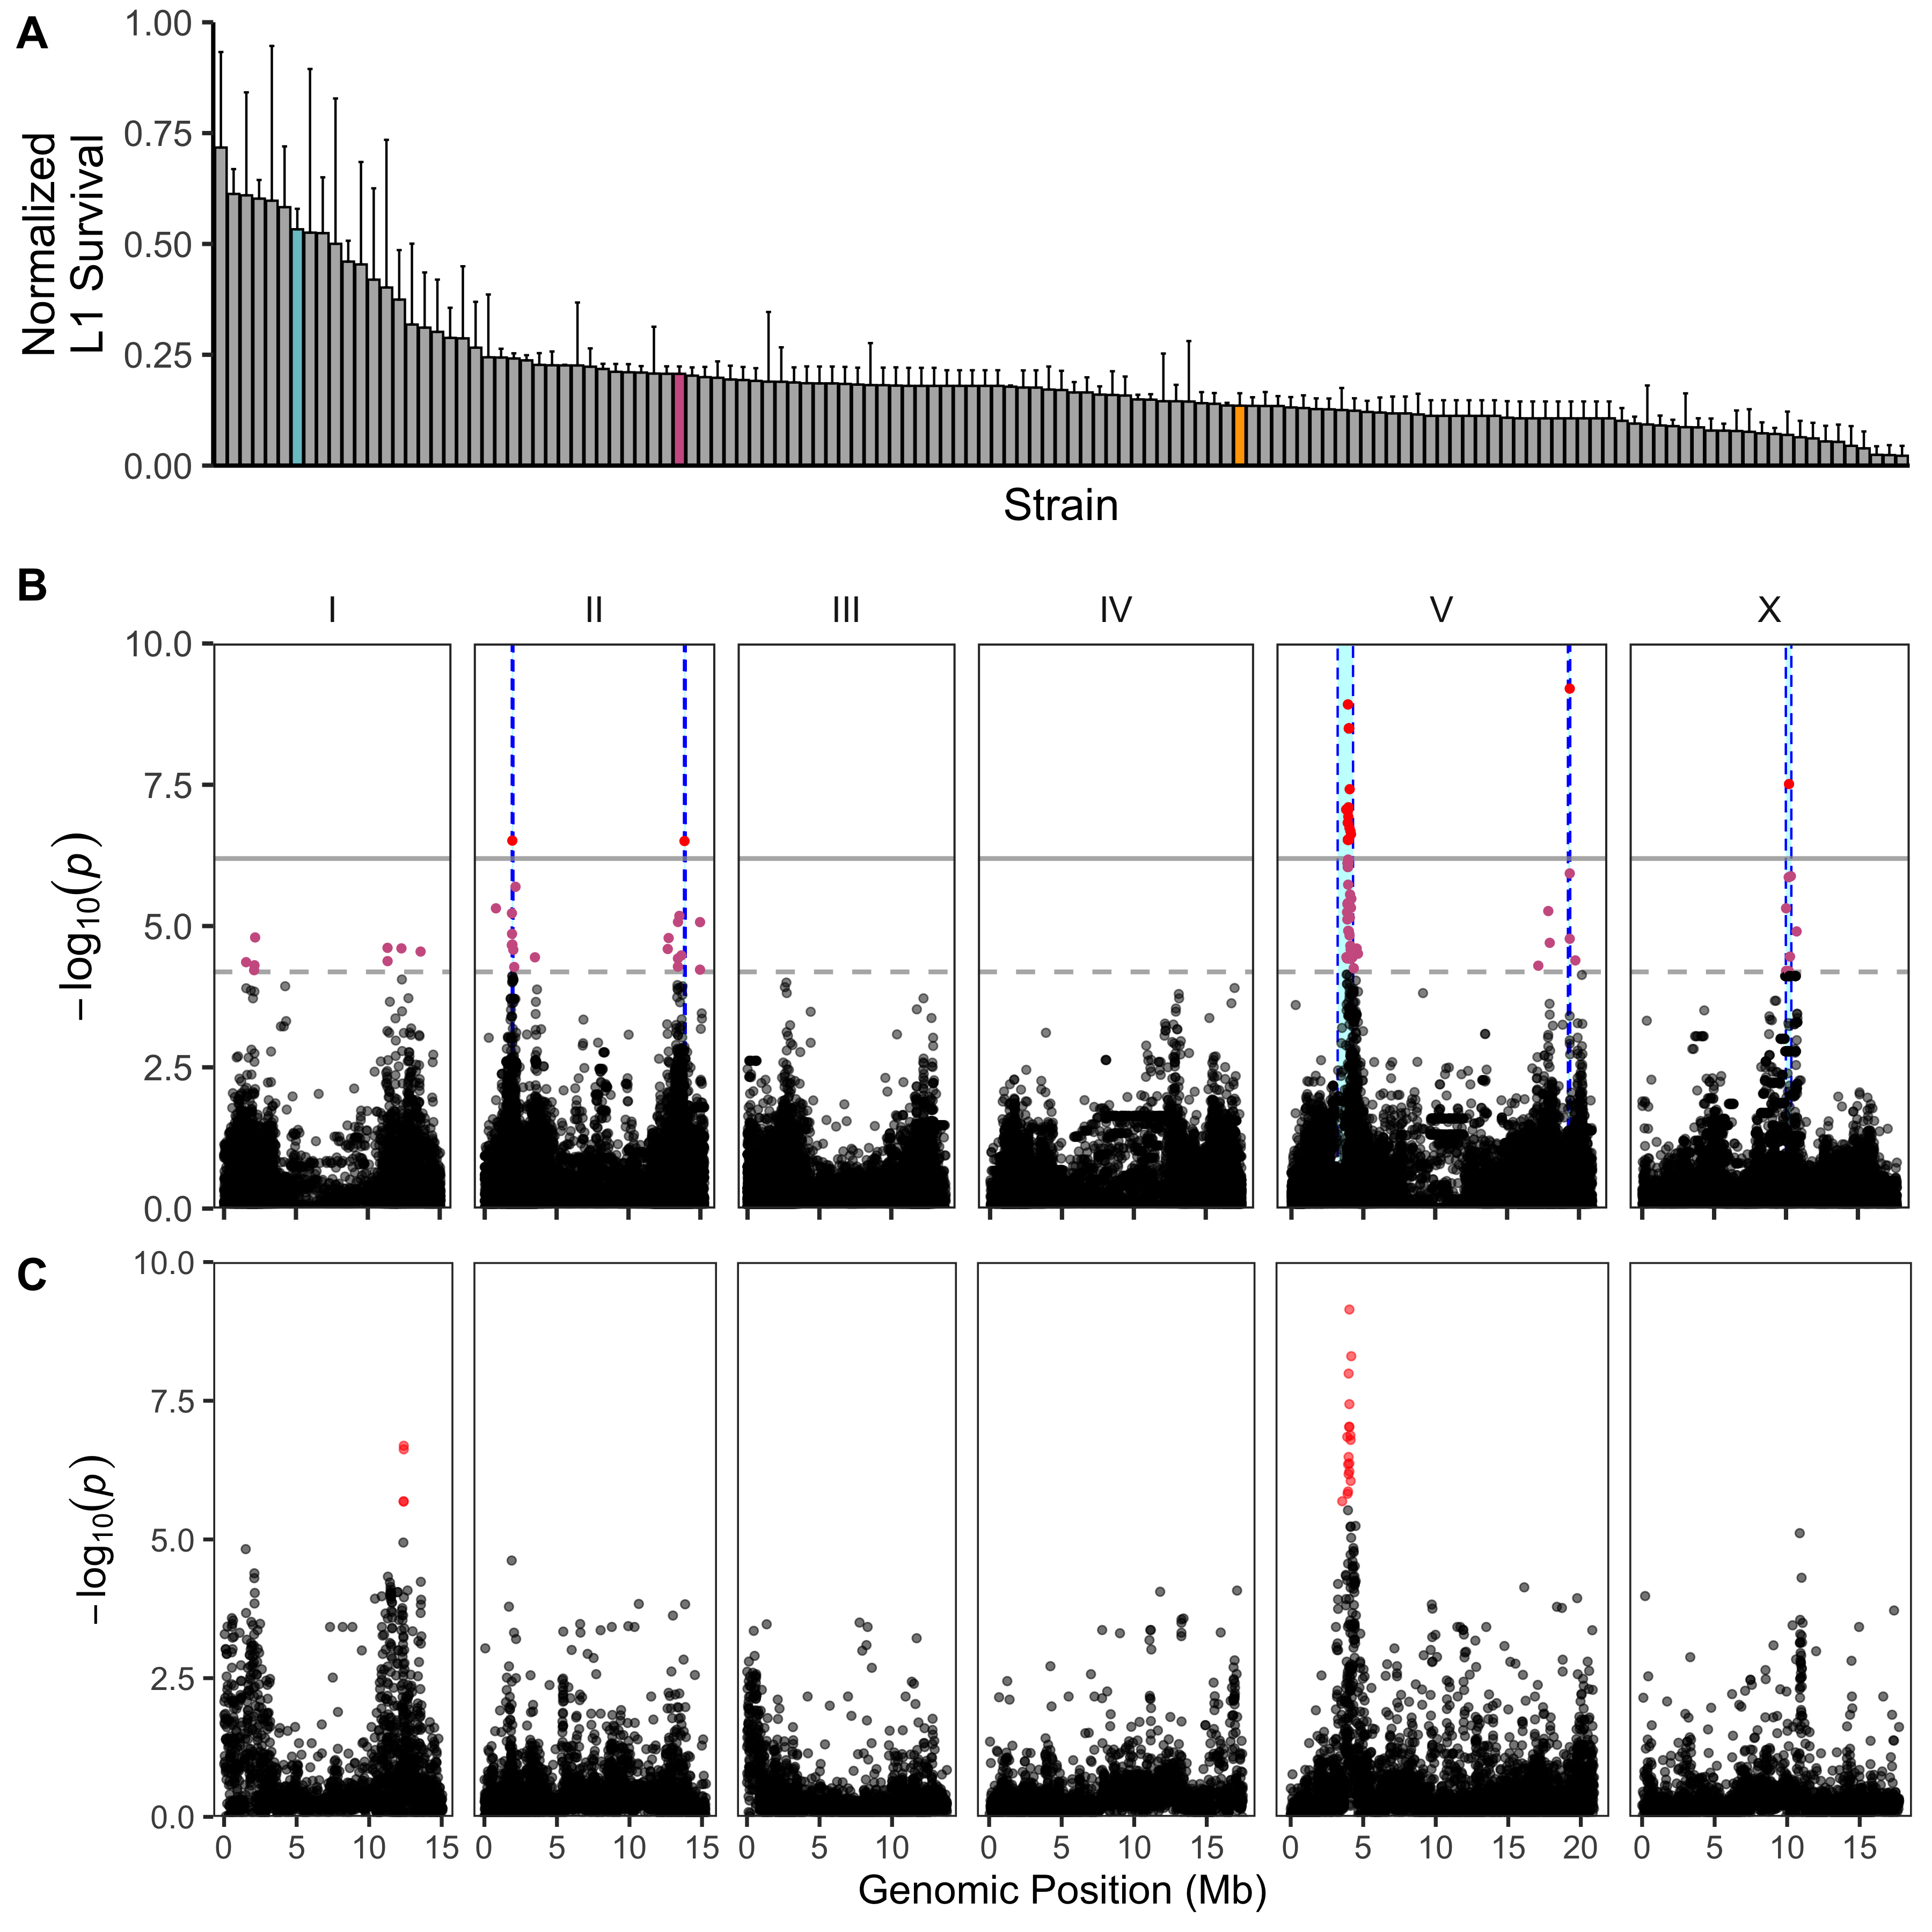 A
1.00
0.75
0.50
0.25
0.00
Normalized
L1 Survival
Strain
B
I II III IV V X
10.0
7.5
5.0
2.5
0.0
−log10(p)
C
10.0
7.5
5.0
2.5
0.0
−log10(p)
0 5 10 15 0 5 10 15 0 5 10 0 5 10 15 0 5 10 15 20 0 5 10 15
Genomic Position (Mb)